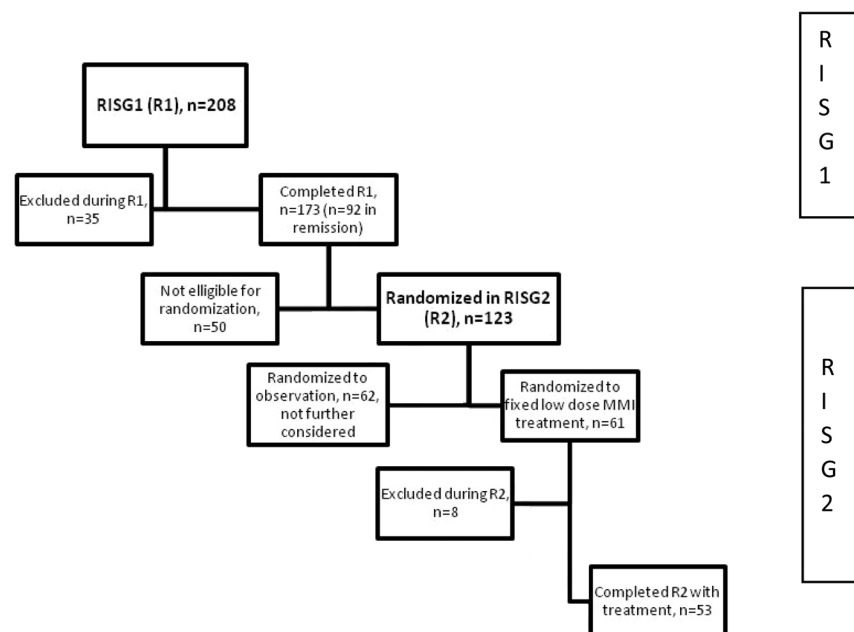 RISG1 (R1), n=208
Excluded during R1,
n=35
Completed R1,
n=173 (n=92 in
remission)
Not elligible for
randomization,
n=50
Randomized in RISG2
(R2), n=123
Randomized to
observation, n=62,
not further
considered
Randomized to
fixed low dose MMI
treatment, n=61
Excluded during R2,
n=8
Completed R2 with
treatment, n=53
R
I
S
G
1
R
I
S
G
2